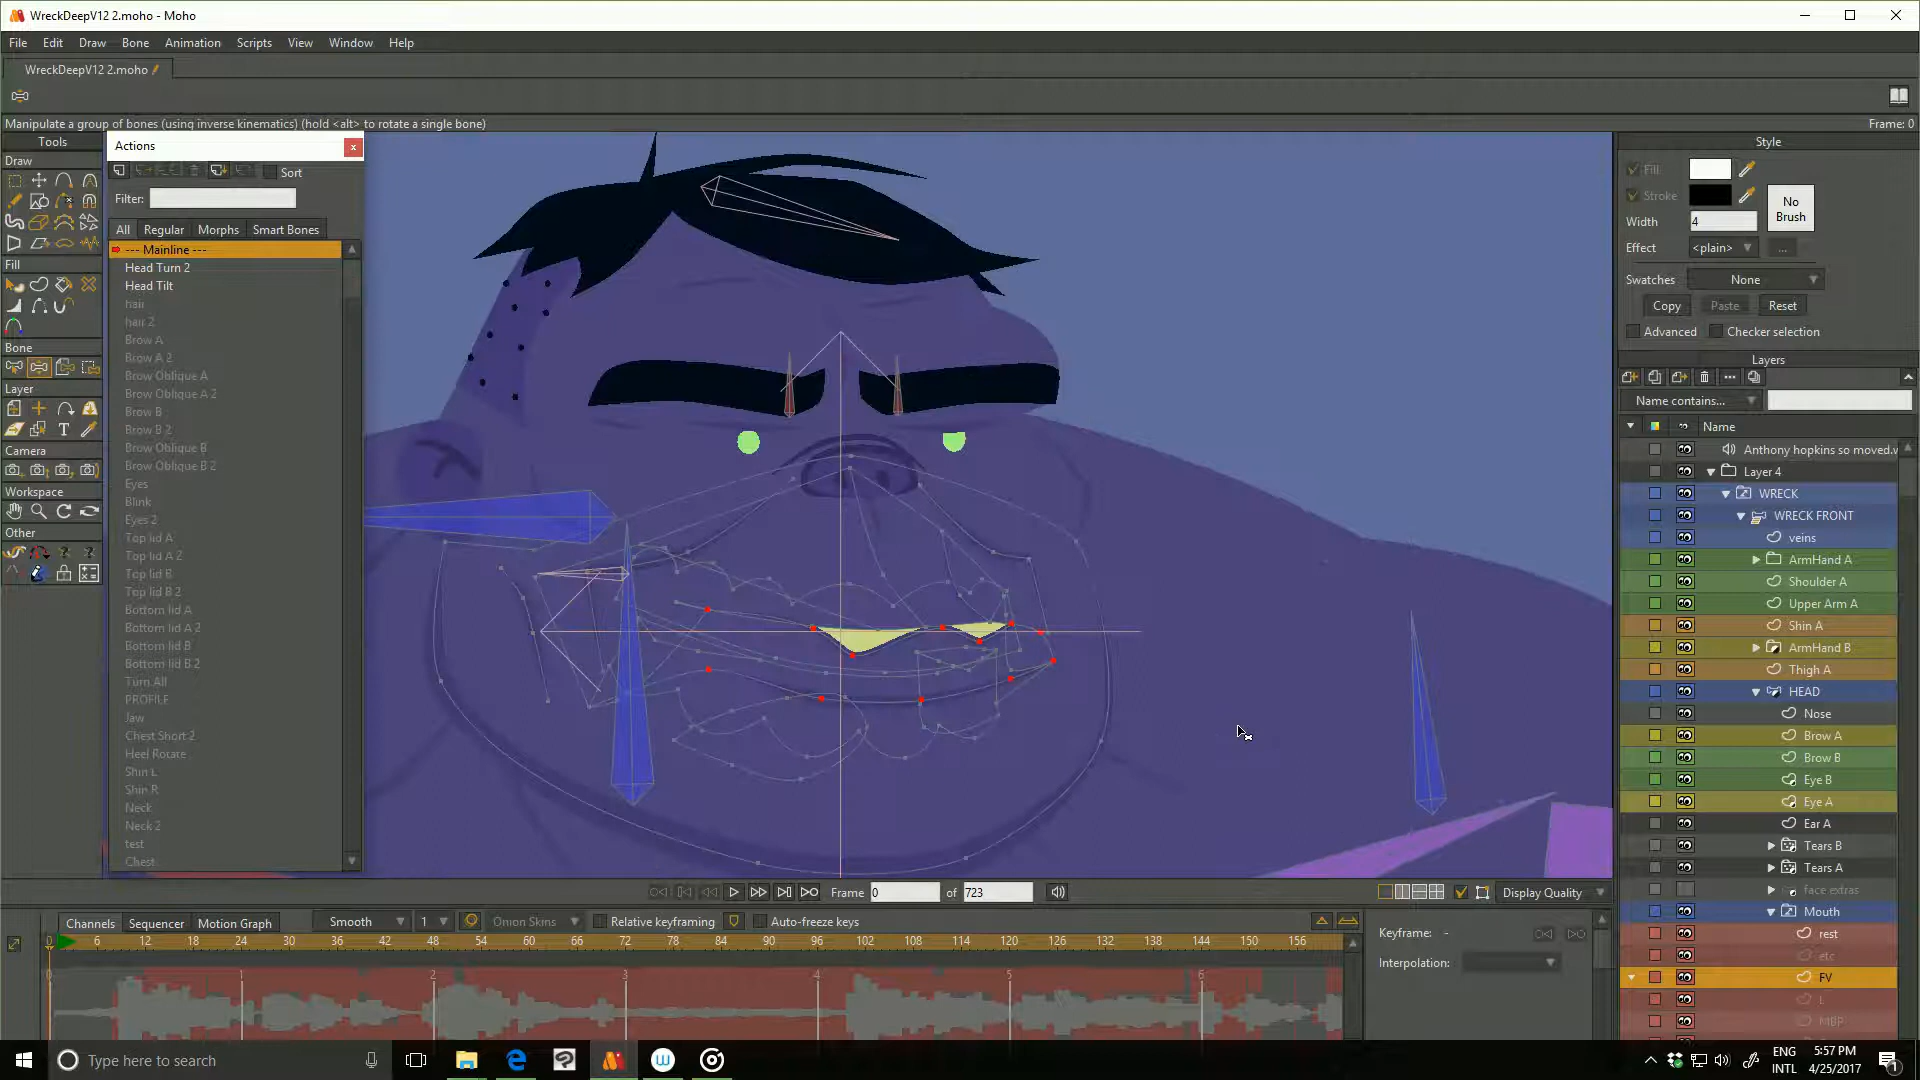 WreckDeepV12 2.moho - Moho
File Edit Draw Bone Animation Scripts View Window Help
WreckDeepV12 2.moho
Manipulate a group of bones (using inverse kinematics) (hold <alt> to rotate a single bone) Frame: 0
Tools
Draw
Fill
Bone
Layer
Camera
Workspace
Other
Actions
Sort
Filter:
All Regular Morphs Smart Bones
--- Mainline ---
Head Turn 2
Head Tilt
hair
hair 2
Brow A
Brow A 2
Brow Oblique A
Brow Oblique A 2
Brow B
Brow B 2
Brow Oblique B
Brow Oblique B 2
Eyes
Blink
Eyes 2
Top lid A
Top lid A 2
Top lid B
Top lid B 2
Bottom lid A
Bottom lid A 2
Bottom lid B
Bottom lid B 2
Turn All
PROFILE
Jaw
Chest Short 2
Heel Rotate
Shin L
Shin R
Neck
Neck 2
test
Chest
Style
Fill
Stroke
No Brush
Width 4
Effect <plain> ...
Swatches None
Copy Paste Reset
Advanced Checker selection
Layers
Name contains...
Name
Anthony hopkins so moved.w
Layer 4
WRECK
WRECK FRONT
veins
ArmHand A
Shoulder A
Upper Arm A
Shin A
ArmHand B
Thigh A
HEAD
Nose
Brow A
Brow B
Eye B
Eye A
Ear A
Tears B
Tears A
face extras
Mouth
rest
etc
FV
L
MBP
Frame 0 of 723
Display Quality
Channels Sequencer Motion Graph Smooth 1 Onion Skins Relative keyframing Auto-freeze keys
0 6 12 18 24 30 36 42 48 54 60 66 72 78 84 90 96 102 108 114 120 126 132 138 144 150 156
0 1 2 3 4 5 6
Keyframe: -
Interpolation:
Type here to search
ENG
INTL
5:57 PM
4/25/2017
1